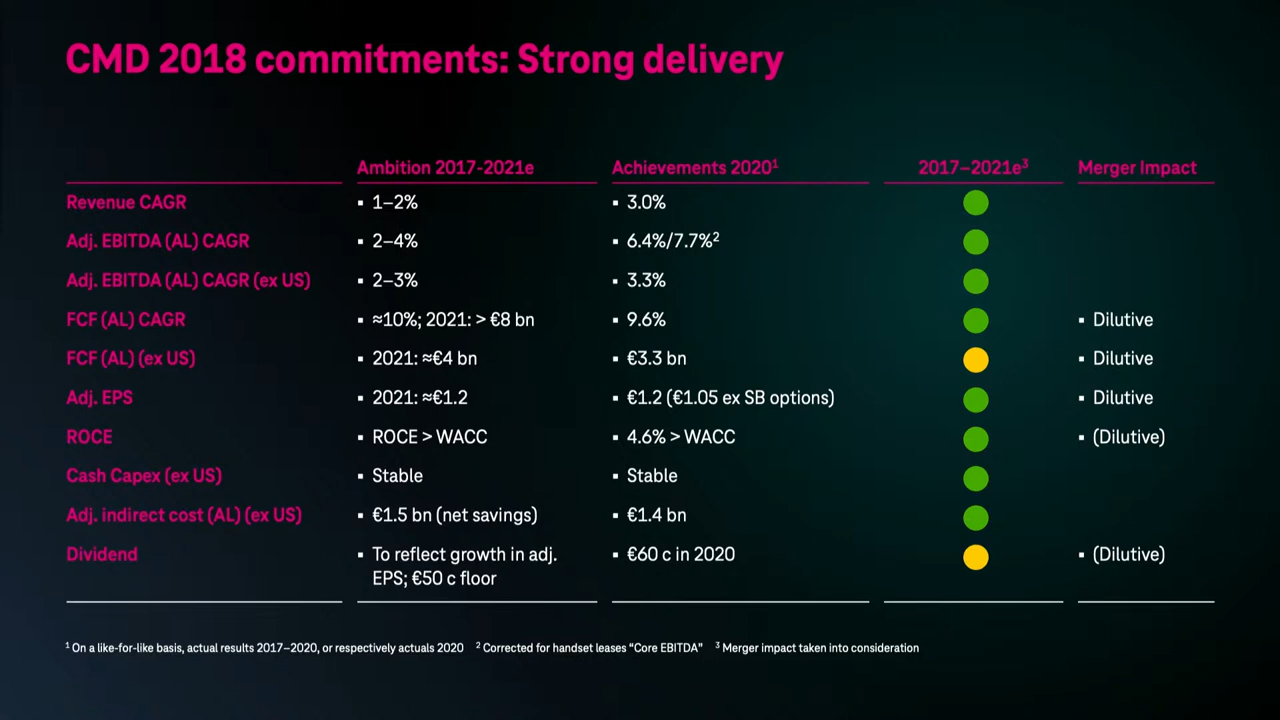 CMD 2018 commitments: Strong delivery
Ambition 2017-2021e Achievements 2020¹ 2017–2021e³ Merger Impact
Revenue CAGR ▪ 1–2% ▪ 3.0%
Adj. EBITDA (AL) CAGR ▪ 2–4% ▪ 6.4%/7.7%²
Adj. EBITDA (AL) CAGR (ex US) ▪ 2–3% ▪ 3.3%
FCF (AL) CAGR ▪ ≈10%; 2021: > €8 bn ▪ 9.6% ▪ Dilutive
FCF (AL) (ex US) ▪ 2021: ≈€4 bn ▪ €3.3 bn ▪ Dilutive
Adj. EPS ▪ 2021: ≈€1.2 ▪ €1.2 (€1.05 ex SB options) ▪ Dilutive
ROCE ▪ ROCE > WACC ▪ 4.6% > WACC ▪ (Dilutive)
Cash Capex (ex US) ▪ Stable ▪ Stable
Adj. indirect cost (AL) (ex US) ▪ €1.5 bn (net savings) ▪ €1.4 bn
Dividend ▪ To reflect growth in adj. ▪ €60 c in 2020 ▪ (Dilutive)
EPS; €50 c floor
¹ On a like-for-like basis, actual results 2017–2020, or respectively actuals 2020 ² Corrected for handset leases “Core EBITDA” ³ Merger impact taken into consideration